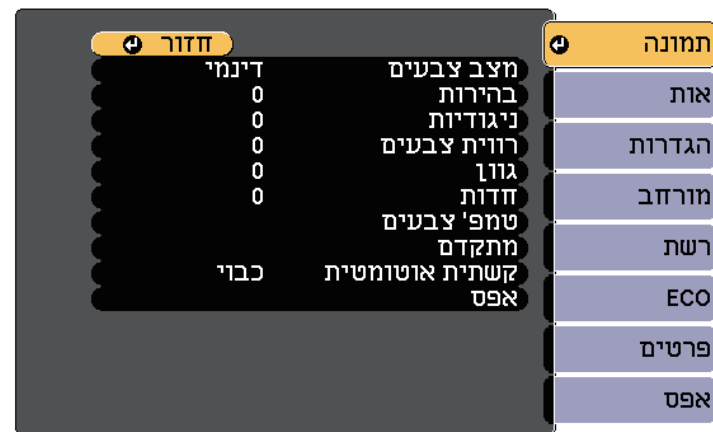 תמונה
אות
הגדרות
מורחב
רשת
ECO
פרטים
אפס
חזור
מצב צבעים דינמי
בהירות 0
ניגודיות 0
רווית צבעים 0
גוון 0
חדות 0
טמפ' צבעים
מתקדם
קשתית אוטומטית כבוי
אפס